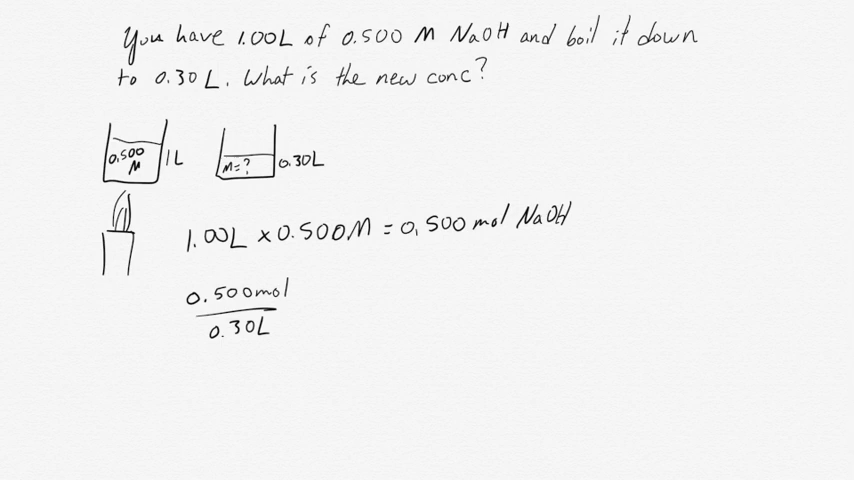 You have 1.00L of 0.500 M NaOH and boil it down
to 0.30L. What is the new conc?
0.500
M
1L
M=?
0.30L
1.00L x 0.500M = 0.500 mol NaOH
0.500mol
0.30L